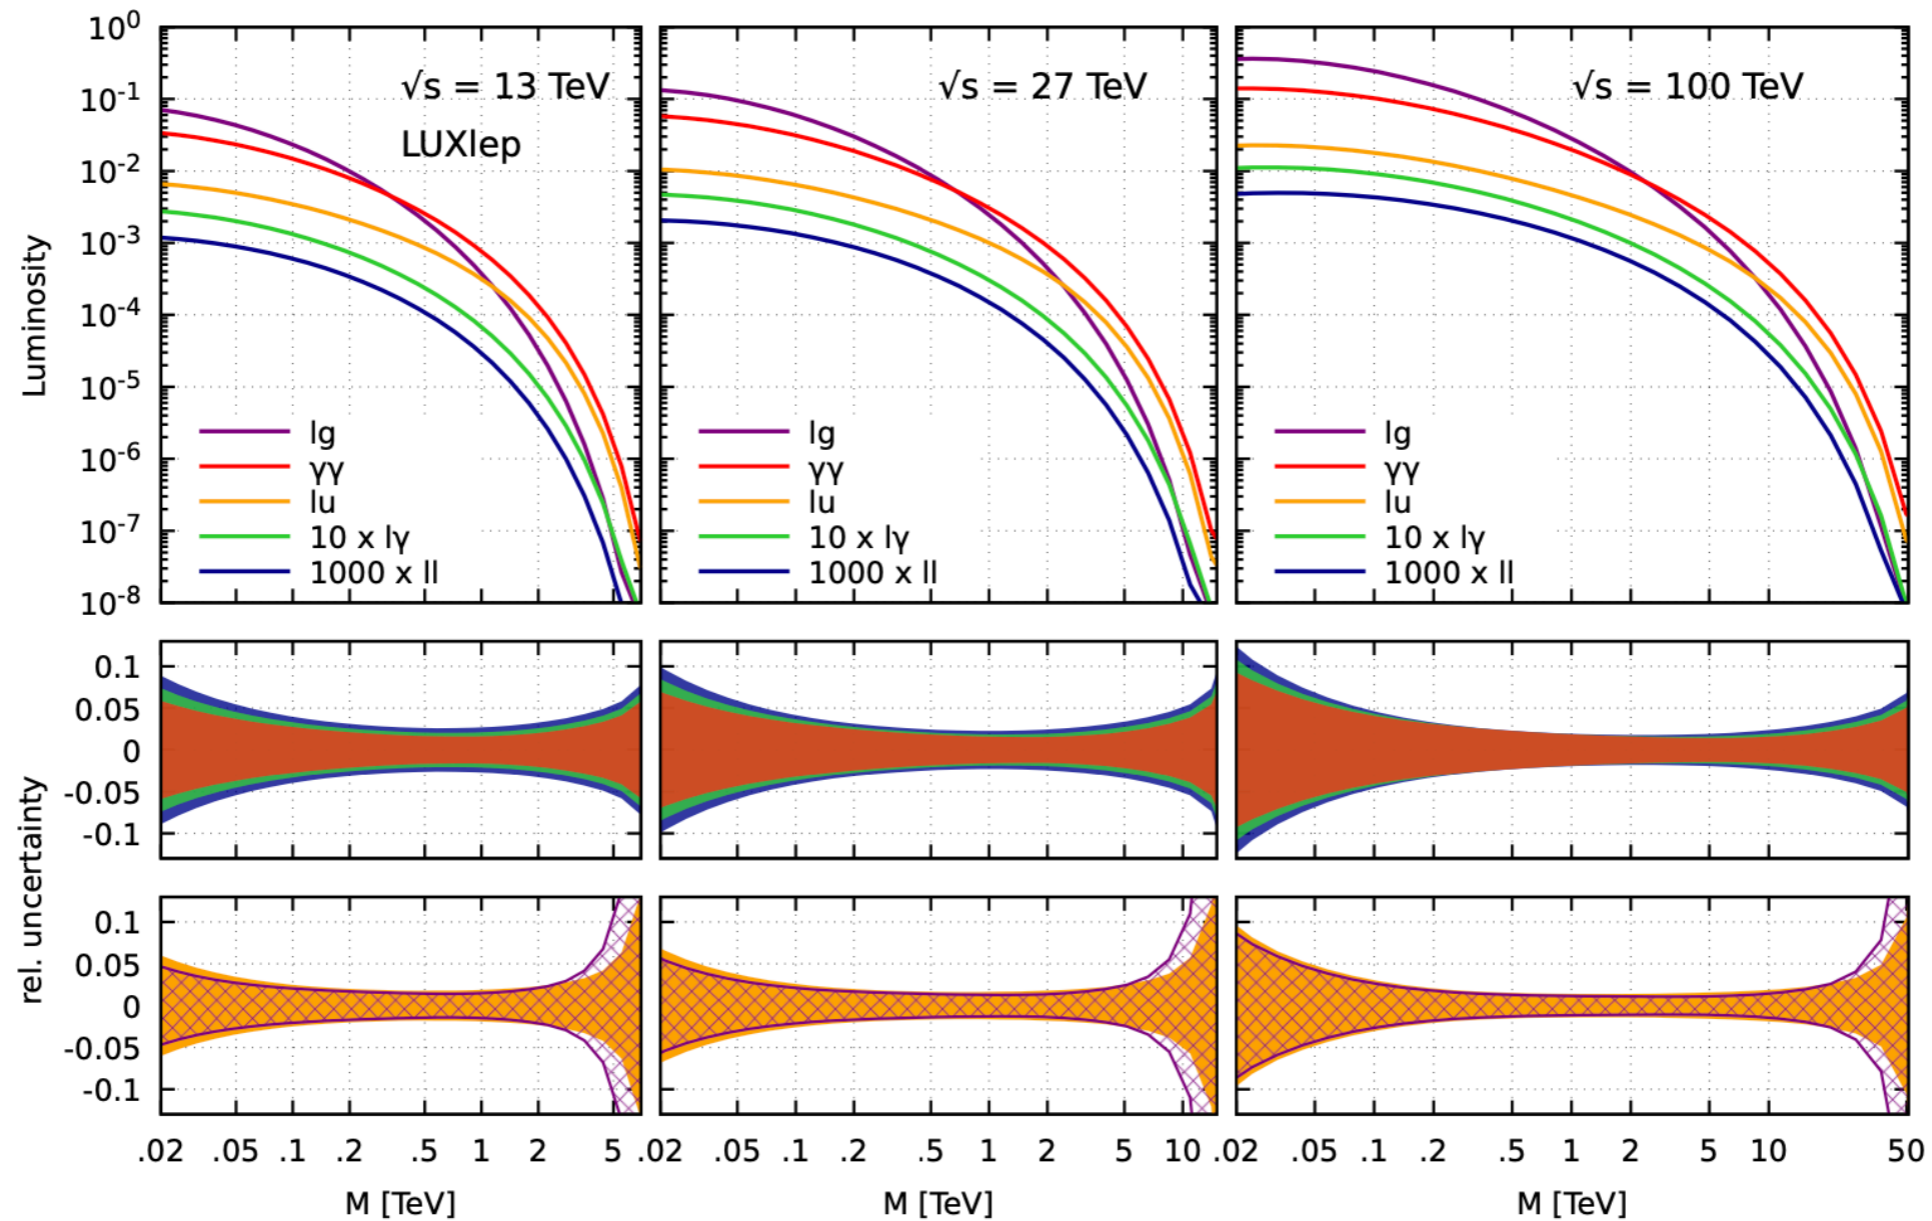 10⁰
10⁻¹
10⁻²
10⁻³
10⁻⁴
10⁻⁵
10⁻⁶
10⁻⁷
10⁻⁸
Luminosity
√s = 13 TeV
LUXlep
lg
γγ
lu
10 x lγ
1000 x ll
√s = 27 TeV
lg
γγ
lu
10 x lγ
1000 x ll
√s = 100 TeV
lg
γγ
lu
10 x lγ
1000 x ll
rel. uncertainty
0.1
0.05
0
-0.05
-0.1
0.1
0.05
0
-0.05
-0.1
.02 .05 .1 .2 .5 1 2 5
.02 .05 .1 .2 .5 1 2 5 10
.02 .05 .1 .2 .5 1 2 5 10 50
M [TeV]
M [TeV]
M [TeV]